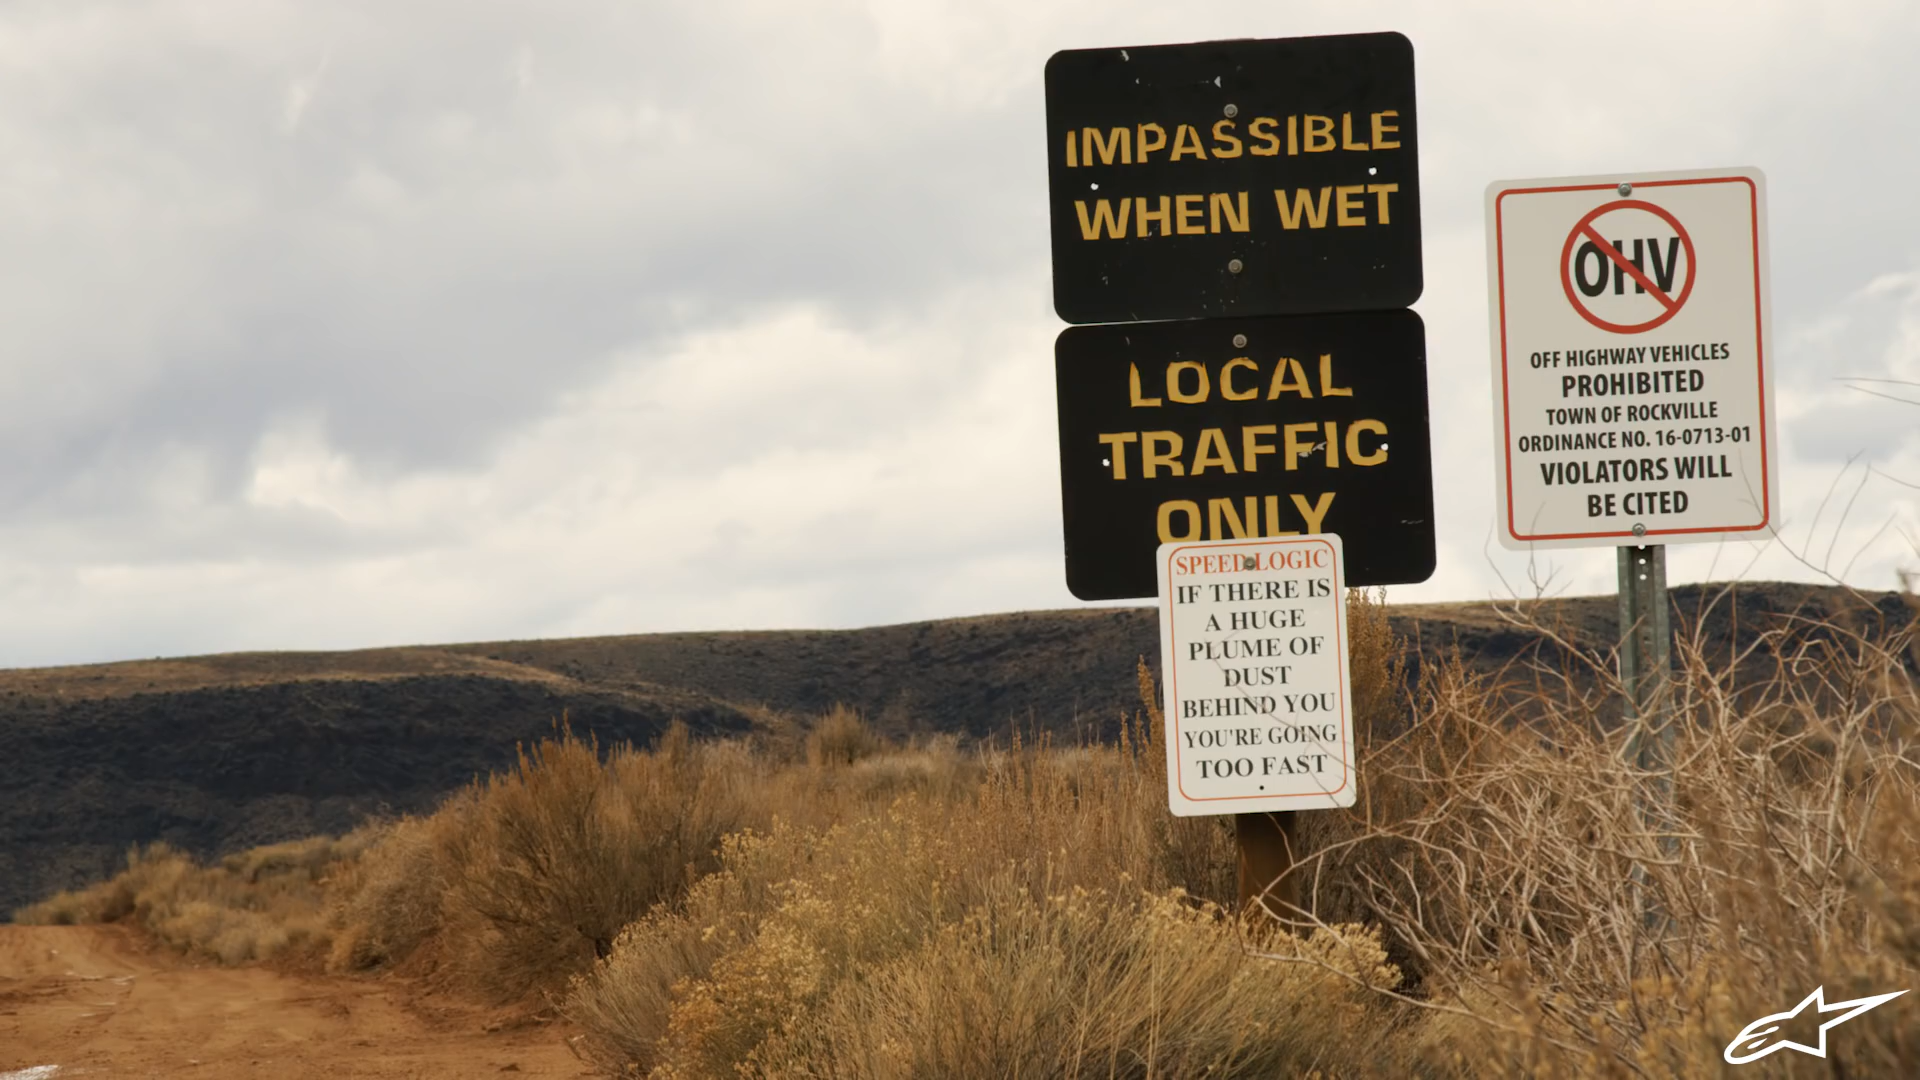 IMPASSIBLE
WHEN WET
LOCAL
TRAFFIC
ONLY
SPEED LOGIC
IF THERE IS
A HUGE
PLUME OF
DUST
BEHIND YOU
YOU'RE GOING
TOO FAST
OHV
OFF HIGHWAY VEHICLES
PROHIBITED
TOWN OF ROCKVILLE
ORDINANCE NO. 16-0713-01
VIOLATORS WILL
BE CITED